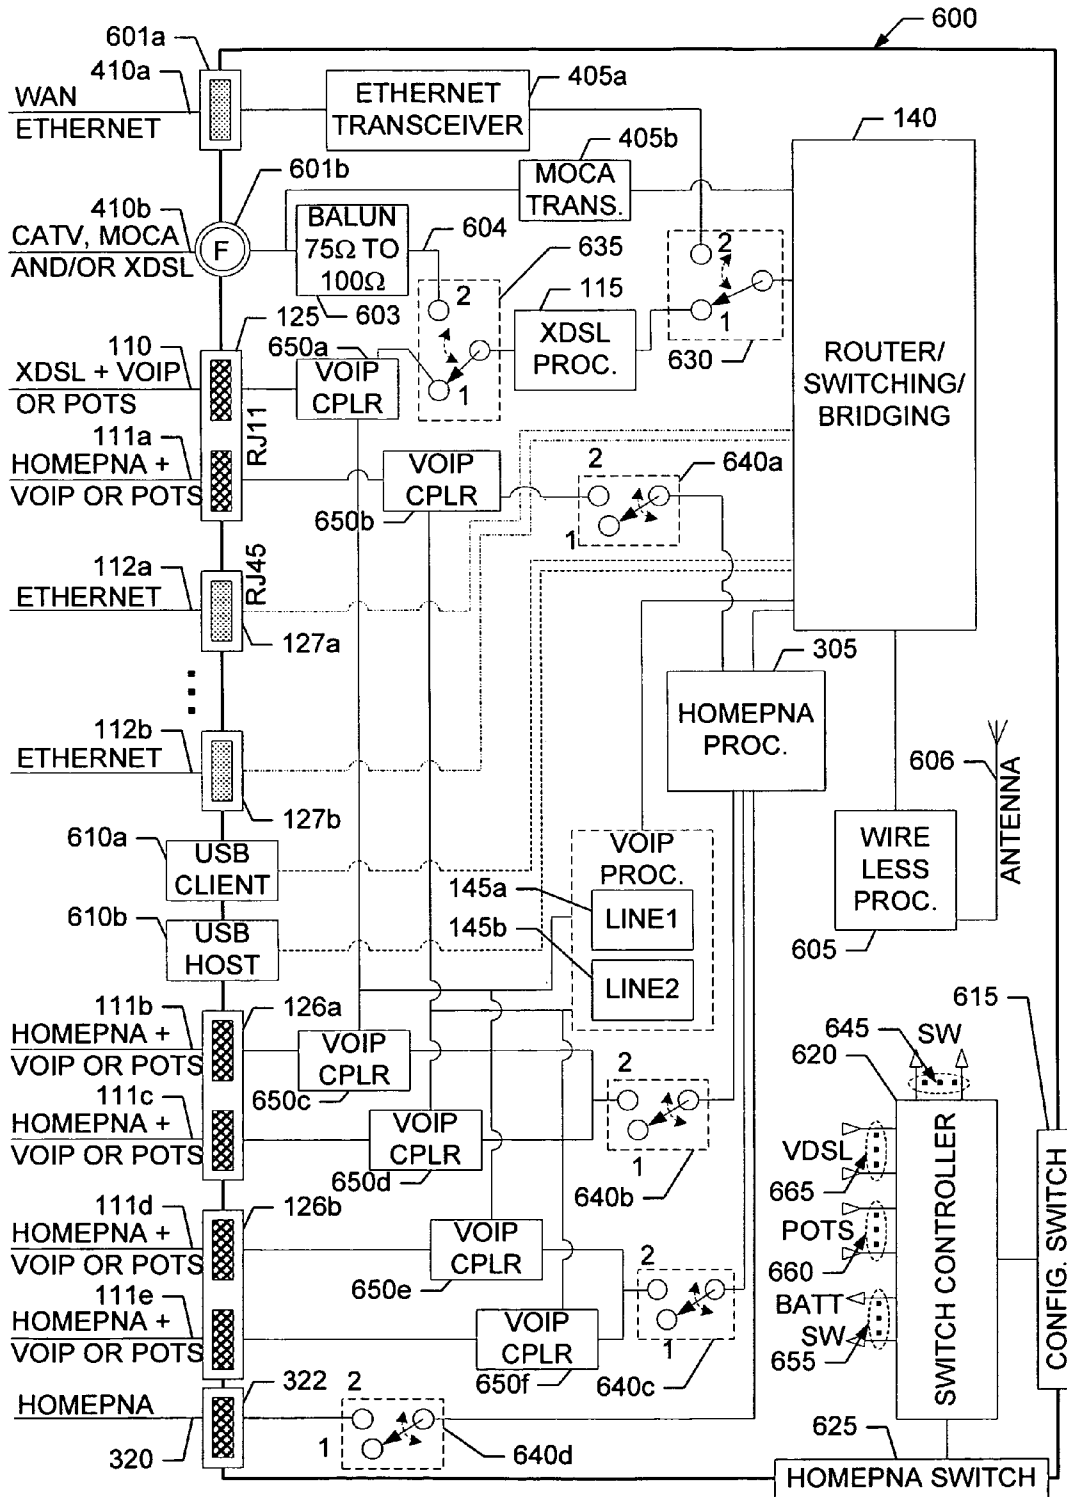 600
601a
410a
WAN
ETHERNET
ETHERNET
TRANSCEIVER
405a
405b
MOCA
TRANS.
140
601b
410b
CATV, MOCA
AND/OR XDSL
F
BALUN
75Ω TO
100Ω
604
603
635
2
1
115
XDSL
PROC.
2
1
630
ROUTER/
SWITCHING/
BRIDGING
125
110
XDSL + VOIP
OR POTS
650a
VOIP
CPLR
RJ11
111a
HOMEPNA +
VOIP OR POTS
VOIP
CPLR
650b
2
1
640a
RJ45
112a
ETHERNET
127a
305
HOMEPNA
PROC.
112b
ETHERNET
127b
606
ANTENNA
WIRE
LESS
PROC.
605
610a
USB
CLIENT
610b
USB
HOST
VOIP
PROC.
145a
LINE1
145b
LINE2
111b
HOMEPNA +
VOIP OR POTS
126a
VOIP
CPLR
650c
111c
HOMEPNA +
VOIP OR POTS
VOIP
CPLR
650d
2
1
640b
111d
HOMEPNA +
VOIP OR POTS
126b
VOIP
CPLR
650e
111e
HOMEPNA +
VOIP OR POTS
VOIP
CPLR
650f
2
1
640c
HOMEPNA
320
322
2
1
640d
615
645
SW
620
VDSL
665
POTS
660
BATT
SW
655
SWITCH CONTROLLER
CONFIG. SWITCH
625
HOMEPNA SWITCH